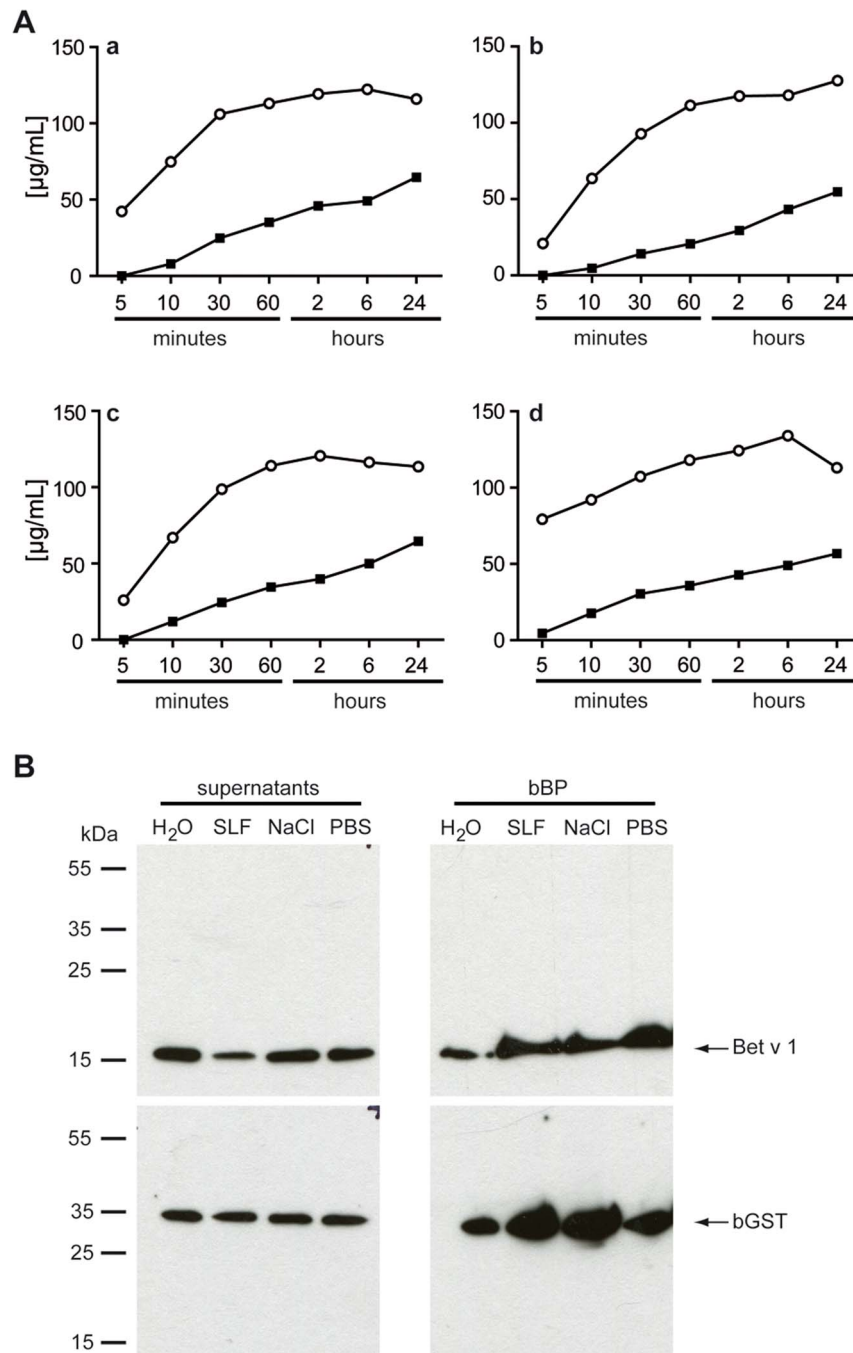 A
a
150
100
50
0
[µg/mL]
5 10 30 60 2 6 24
minutes hours
b
150
100
50
0
5 10 30 60 2 6 24
minutes hours
c
150
100
50
0
[µg/mL]
5 10 30 60 2 6 24
minutes hours
d
150
100
50
0
5 10 30 60 2 6 24
minutes hours
B
supernatants bBP
kDa H₂O SLF NaCl PBS H₂O SLF NaCl PBS
55
35
25
15
Bet v 1
55
35
25
15
bGST